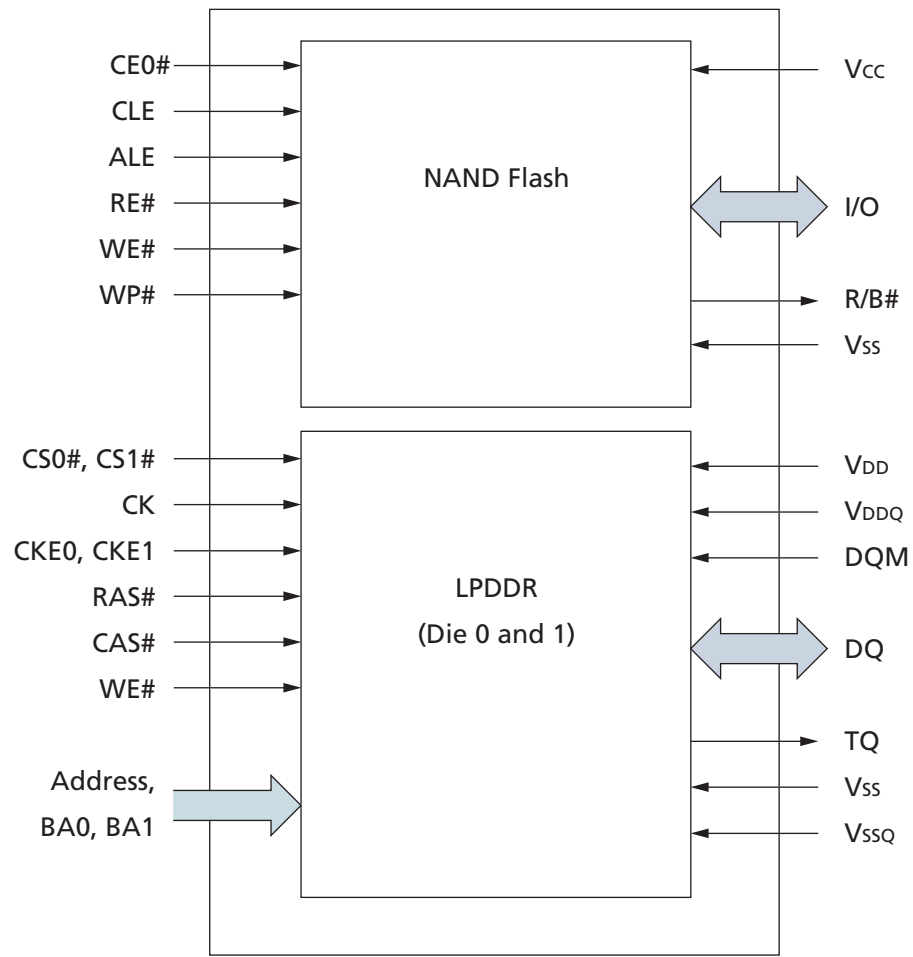 CE0#
CLE
ALE
RE#
WE#
WP#
NAND Flash
VCC
I/O
R/B#
VSS
CS0#, CS1#
CK
CKE0, CKE1
RAS#
CAS#
WE#
Address,
BA0, BA1
LPDDR
(Die 0 and 1)
VDD
VDDQ
DQM
DQ
TQ
VSS
VSSQ